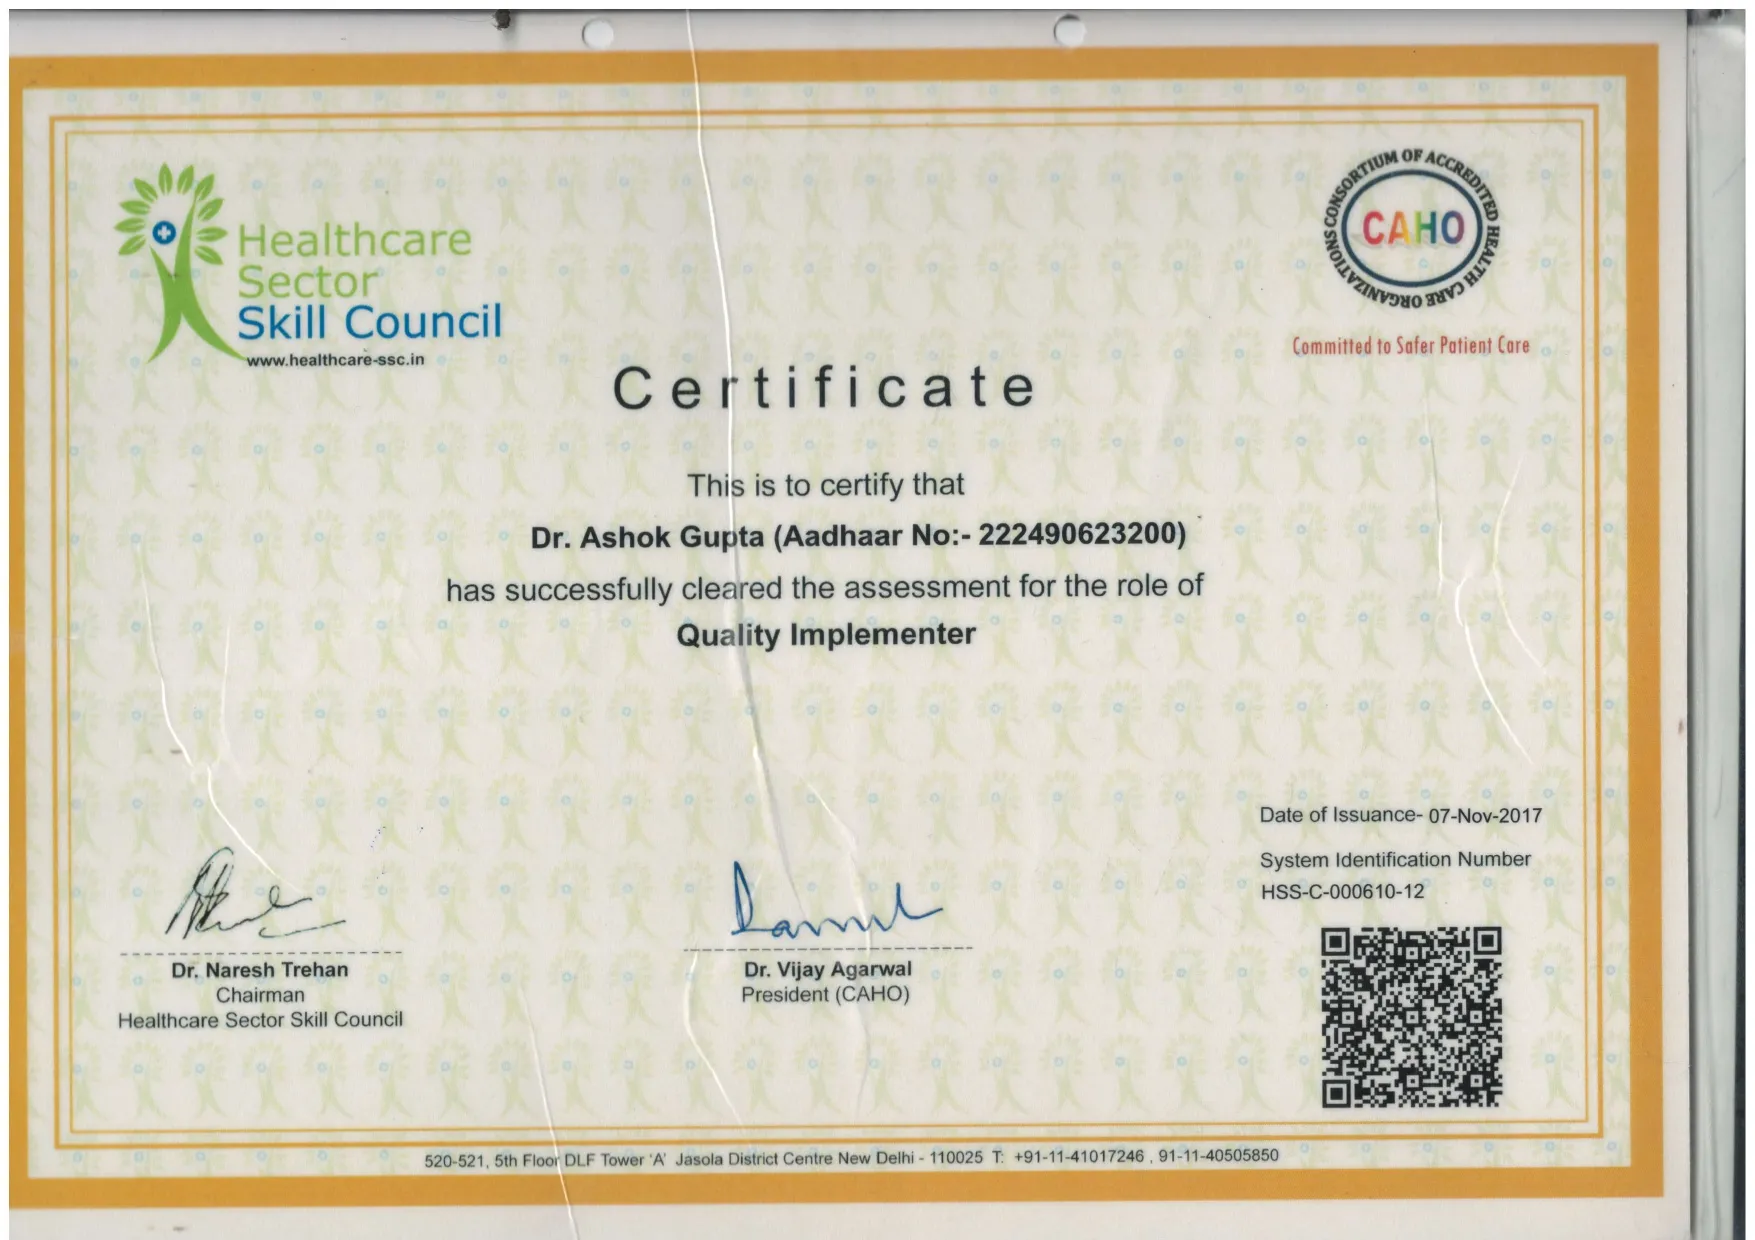 Healthcare
Sector
Skill Council
www.healthcare-ssc.in
CONSORTIUM OF ACCREDITED HEALTH CARE ORGANIZATIONS
CAHO
Committed to Safer Patient Care
Certificate
This is to certify that
Dr. Ashok Gupta (Aadhaar No:- 222490623200)
has successfully cleared the assessment for the role of
Quality Implementer
Date of Issuance- 07-Nov-2017
System Identification Number
HSS-C-000610-12
Dr. Naresh Trehan
Chairman
Healthcare Sector Skill Council
Dr. Vijay Agarwal
President (CAHO)
520-521, 5th Floor DLF Tower 'A' Jasola District Centre New Delhi - 110025 T: +91-11-41017246 , 91-11-40505850